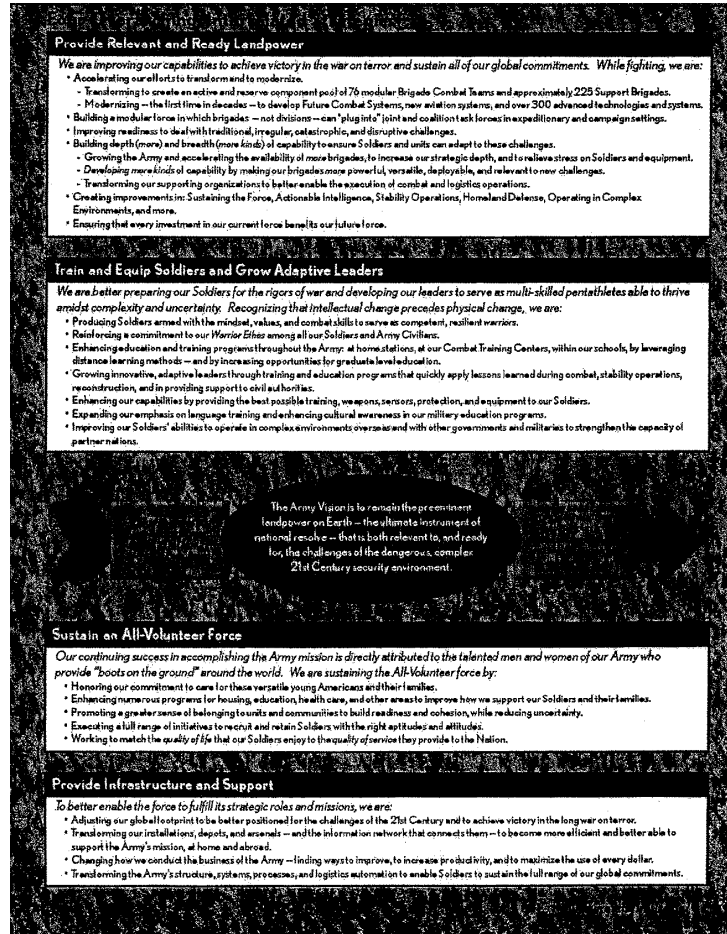 Provide Relevant and Ready Landpower
We are improving our capabilities to achieve victory in the war on terror and sustain all of our global commitments. While fighting, we are:
• Accelerating our efforts to transform and to modernize.
- Transforming to create an active and reserve component pool of 76 modular Brigade Combat Teams and approximately 225 Support Brigades.
- Modernizing – the first time in decades – to develop Future Combat Systems, new aviation systems, and over 300 advanced technologies and systems.
• Building a modular force in which brigades – not divisions – can "plug into" joint and coalition task forces in expeditionary and campaign settings.
• Improving readiness to deal with traditional, irregular, catastrophic, and disruptive challenges.
• Building depth (more) and breadth (more kinds) of capability to ensure Soldiers and units can adapt to these challenges.
- Growing the Army and accelerating the availability of more brigades, to increase our strategic depth, and to relieve stress on Soldiers and equipment.
- Developing more kinds of capability by making our brigades more powerful, versatile, deployable, and relevant to new challenges.
- Transforming our supporting organizations to better enable the execution of combat and logistics operations.
• Creating improvements in: Sustaining the Force, Actionable Intelligence, Stability Operations, Homeland Defense, Operating in Complex
Environments, and more.
• Ensuring that every investment in our current force benefits our future force.
Train and Equip Soldiers and Grow Adaptive Leaders
We are better preparing our Soldiers for the rigors of war and developing our leaders to serve as multi-skilled pentathletes able to thrive
amidst complexity and uncertainty. Recognizing that intellectual change precedes physical change, we are:
• Producing Soldiers armed with the mindset, values, and combat skills to serve as competent, resilient warriors.
• Reinforcing a commitment to our Warrior Ethos among all our Soldiers and Army Civilians.
• Enhancing education and training programs throughout the Army: at home stations, at our Combat Training Centers, within our schools, by leveraging
distance learning methods – and by increasing opportunities for graduate level education.
• Growing innovative, adaptive leaders through training and education programs that quickly apply lessons learned during combat, stability operations,
reconstruction, and in providing support to civil authorities.
• Enhancing our capabilities by providing the best possible training, weapons, sensors, protection, and equipment to our Soldiers.
• Expanding our emphasis on language training and enhancing cultural awareness in our military education programs.
• Improving our Soldiers' abilities to operate in complex environments overseas and with other governments and militaries to strengthen the capacity of
partner nations.
The Army Vision is to remain the preeminent
landpower on Earth – the ultimate instrument of
national resolve – that is both relevant to, and ready
for, the challenges of the dangerous, complex
21st Century security environment.
Sustain an All-Volunteer Force
Our continuing success in accomplishing the Army mission is directly attributed to the talented men and women of our Army who
provide "boots on the ground" around the world. We are sustaining the All-Volunteer force by:
• Honoring our commitment to care for these versatile young Americans and their families.
• Enhancing numerous programs for housing, education, health care, and other areas to improve how we support our Soldiers and their families.
• Promoting a greater sense of belonging to units and communities to build readiness and cohesion, while reducing uncertainty.
• Executing a full range of initiatives to recruit and retain Soldiers with the right aptitudes and attitudes.
• Working to match the quality of life that our Soldiers enjoy to the quality of service they provide to the Nation.
Provide Infrastructure and Support
To better enable the force to fulfill its strategic roles and missions, we are:
• Adjusting our global footprint to be better positioned for the challenges of the 21st Century and to achieve victory in the long war on terror.
• Transforming our installations, depots, and arsenals – and the information network that connects them – to become more efficient and better able to
support the Army's mission, at home and abroad.
• Changing how we conduct the business of the Army – finding ways to improve, to increase productivity, and to maximize the use of every dollar.
• Transforming the Army's structure, systems, processes, and logistics automation to enable Soldiers to sustain the full range of our global commitments.